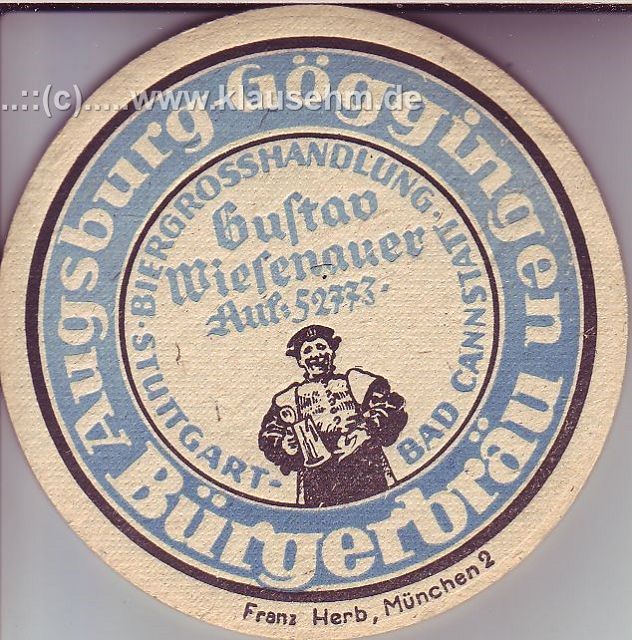 ..::(c).....www.klausehm.de
Augsburg-Göggingen
Bürgerbräu
·BIERGROSSHANDLUNG·
STUTTGART-BAD CANNSTATT
Gustav
Wiesenauer
Ruf: 52773.
Franz Herb, München 2